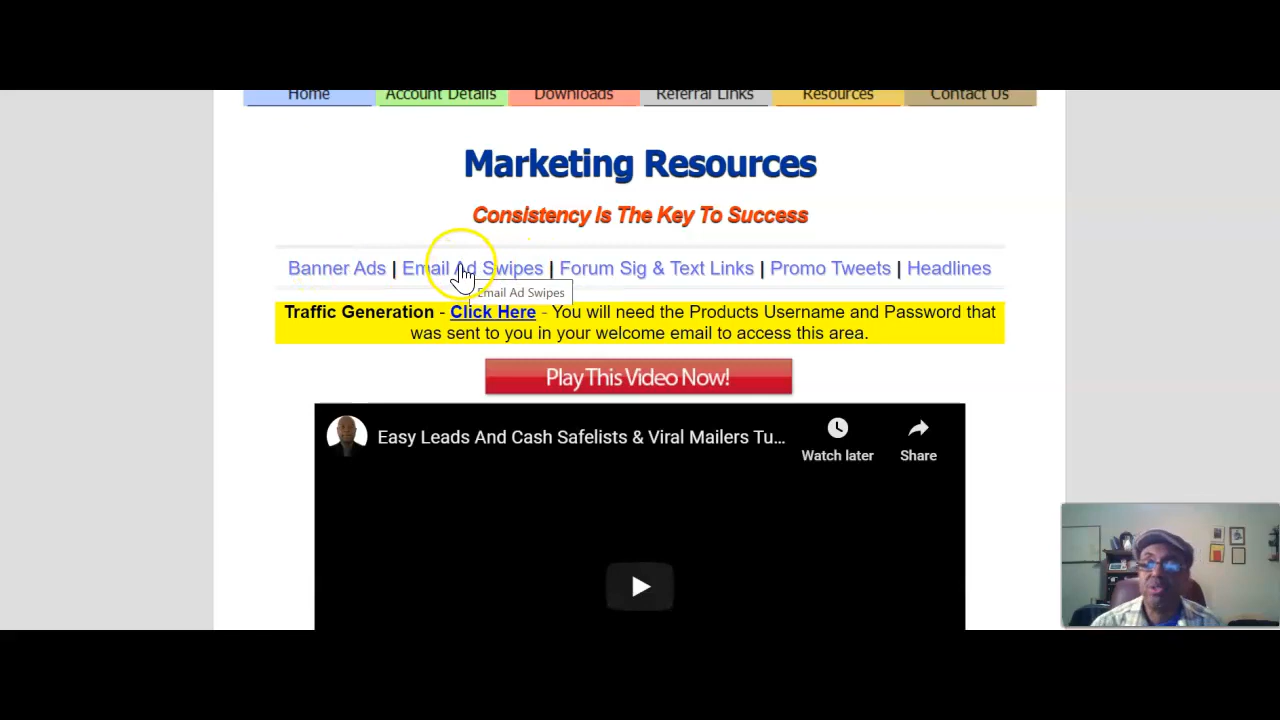 Home Account Details Downloads Referral Links Resources Contact Us
Marketing Resources
Consistency Is The Key To Success
Banner Ads | Email Ad Swipes | Forum Sig & Text Links | Promo Tweets | Headlines
Email Ad Swipes
Traffic Generation - Click Here - You will need the Products Username and Password that
was sent to you in your welcome email to access this area.
Play This Video Now!
Easy Leads And Cash Safelists & Viral Mailers Tu...
Watch later Share